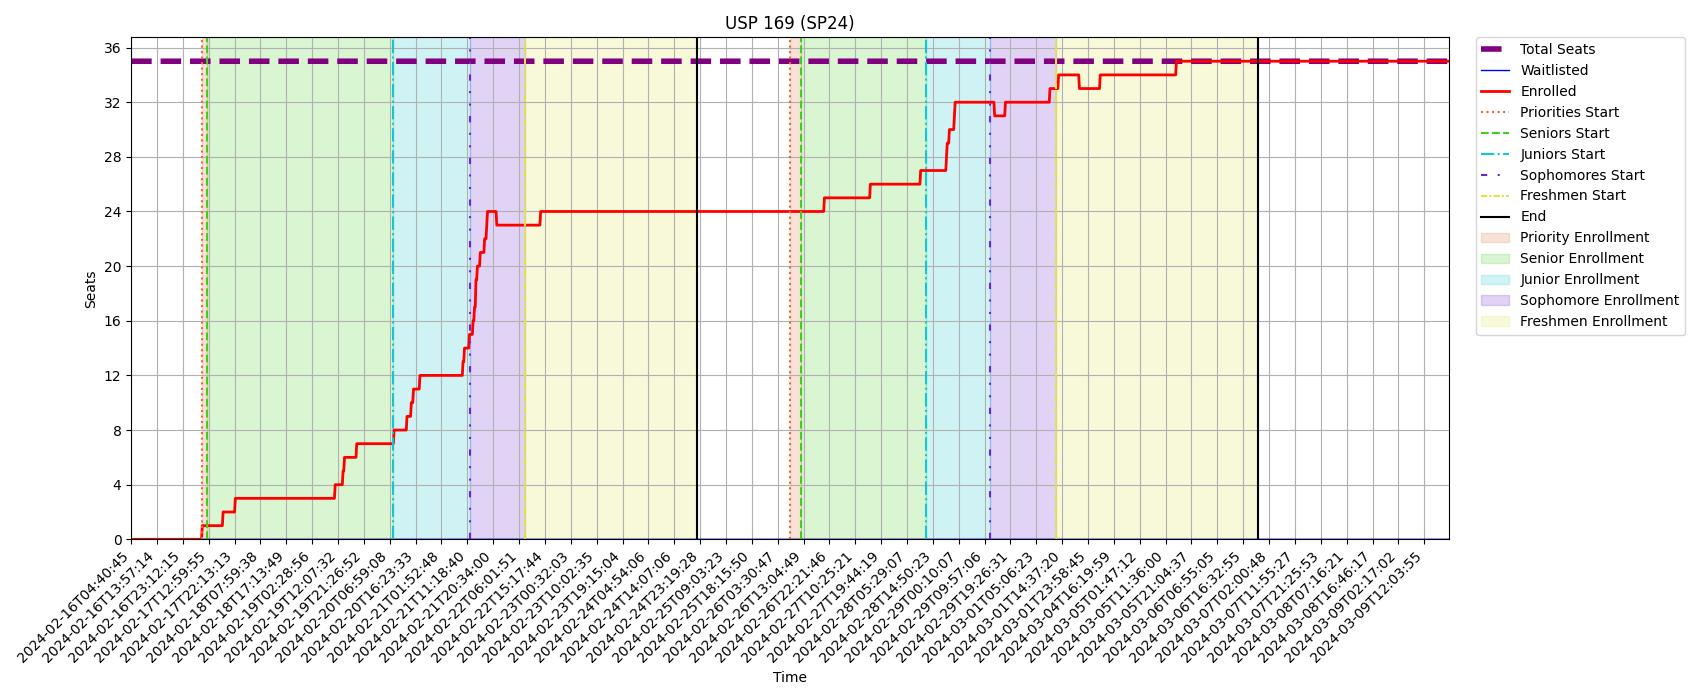 USP 169 (SP24)
Seats
36
32
28
24
20
16
12
8
4
0
2024-02-16T04:40:45
2024-02-16T13:57:14
2024-02-16T23:12:15
2024-02-17T12:59:55
2024-02-17T22:13:13
2024-02-18T07:59:38
2024-02-18T17:13:49
2024-02-19T02:28:56
2024-02-19T12:07:32
2024-02-19T21:26:52
2024-02-20T06:59:08
2024-02-20T16:23:33
2024-02-21T01:52:48
2024-02-21T11:18:40
2024-02-21T20:34:00
2024-02-22T06:01:51
2024-02-22T15:17:44
2024-02-23T00:32:03
2024-02-23T10:02:35
2024-02-23T19:15:04
2024-02-24T04:54:06
2024-02-24T14:07:06
2024-02-24T23:19:28
2024-02-25T09:03:23
2024-02-25T18:15:50
2024-02-26T03:30:47
2024-02-26T13:04:49
2024-02-26T22:21:46
2024-02-27T10:25:21
2024-02-27T19:44:19
2024-02-28T05:29:07
2024-02-28T14:50:23
2024-02-29T00:10:07
2024-02-29T09:57:06
2024-02-29T19:26:31
2024-03-01T05:06:23
2024-03-01T14:37:20
2024-03-01T23:58:45
2024-03-04T16:19:59
2024-03-05T01:47:12
2024-03-05T11:36:00
2024-03-05T21:04:37
2024-03-06T06:55:05
2024-03-06T16:32:55
2024-03-07T02:00:48
2024-03-07T11:55:27
2024-03-07T21:25:53
2024-03-08T07:16:21
2024-03-08T16:46:17
2024-03-09T02:17:02
2024-03-09T12:03:55
Time
Total Seats
Waitlisted
Enrolled
Priorities Start
Seniors Start
Juniors Start
Sophomores Start
Freshmen Start
End
Priority Enrollment
Senior Enrollment
Junior Enrollment
Sophomore Enrollment
Freshmen Enrollment